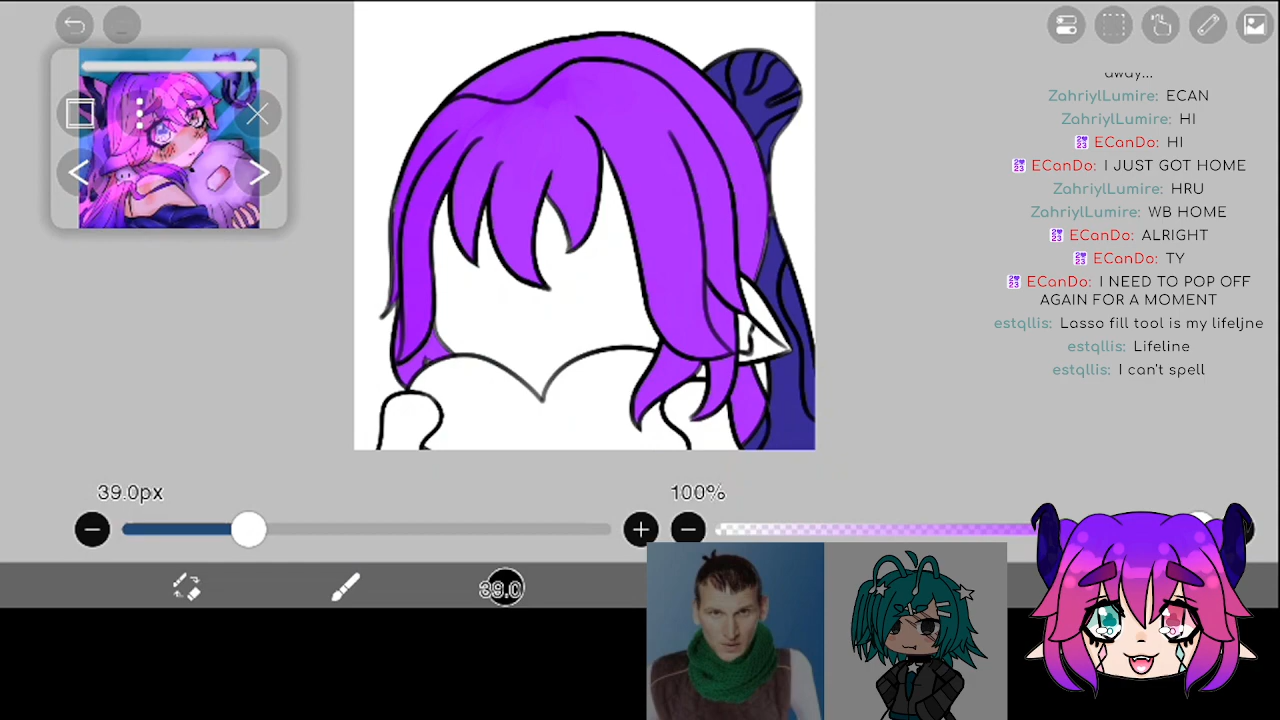 away...
ZahriylLumire: ECAN
ZahriylLumire: HI
ECanDo: HI
ECanDo: I JUST GOT HOME
ZahriylLumire: HRU
ZahriylLumire: WB HOME
ECanDo: ALRIGHT
ECanDo: TY
ECanDo: I NEED TO POP OFF
AGAIN FOR A MOMENT
estqllis: Lasso fill tool is my lifeljne
estqllis: Lifeline
estqllis: I can't spell
39.0px
100%
39.0